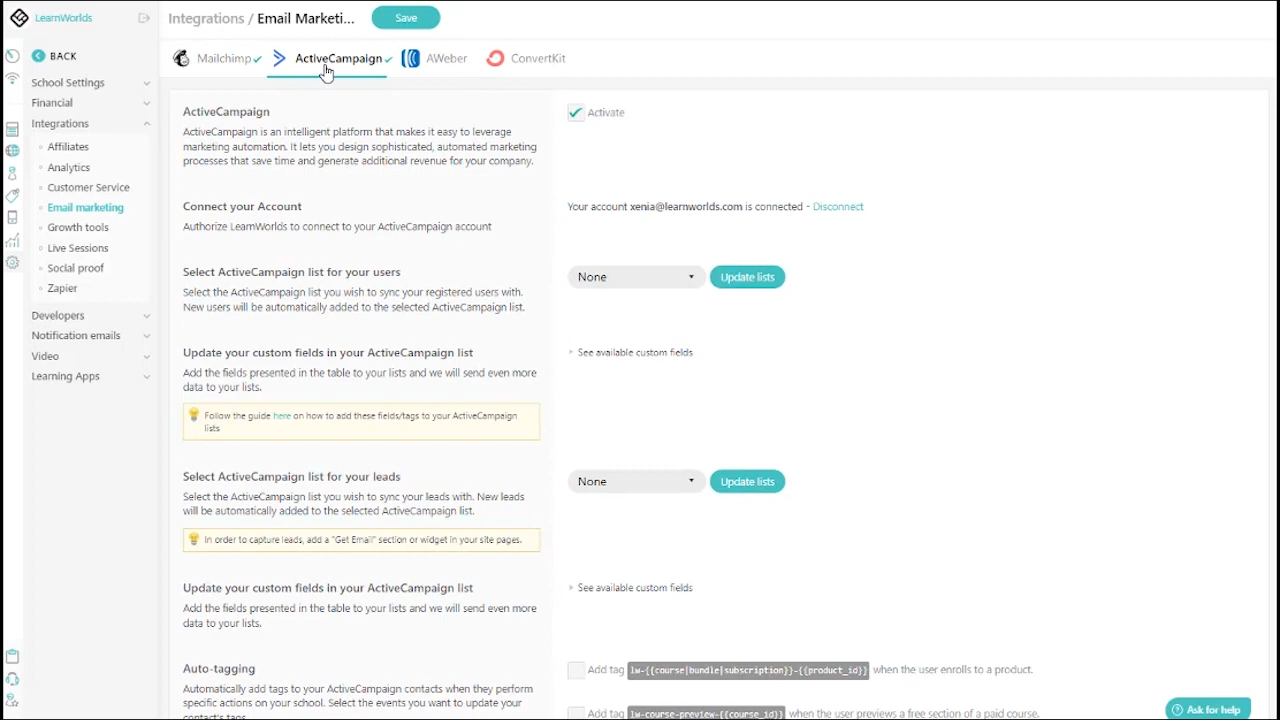 LearnWorlds
Integrations / Email Marketi...
Save
BACK
School Settings
Financial
Integrations
Affiliates
Analytics
Customer Service
Email marketing
Growth tools
Live Sessions
Social proof
Zapier
Developers
Notification emails
Video
Learning Apps
Mailchimp
ActiveCampaign
AWeber
ConvertKit
ActiveCampaign
ActiveCampaign is an intelligent platform that makes it easy to leverage
marketing automation. It lets you design sophisticated, automated marketing
processes that save time and generate additional revenue for your company.
Activate
Connect your Account
Authorize LearnWorlds to connect to your ActiveCampaign account
Your account xenia@learnworlds.com is connected - Disconnect
Select ActiveCampaign list for your users
Select the ActiveCampaign list you wish to sync your registered users with.
New users will be automatically added to the selected ActiveCampaign list.
None
Update lists
Update your custom fields in your ActiveCampaign list
Add the fields presented in the table to your lists and we will send even more
data to your lists.
See available custom fields
Follow the guide here on how to add these fields/tags to your ActiveCampaign
lists
Select ActiveCampaign list for your leads
Select the ActiveCampaign list you wish to sync your leads with. New leads
will be automatically added to the selected ActiveCampaign list.
None
Update lists
In order to capture leads, add a "Get Email" section or widget in your site pages.
Update your custom fields in your ActiveCampaign list
Add the fields presented in the table to your lists and we will send even more
data to your lists.
See available custom fields
Auto-tagging
Automatically add tags to your ActiveCampaign contacts when they perform
specific actions on your school. Select the events you want to update your
contact's tags.
Add tag lw-{{course|bundle|subscription}}-{{product_id}} when the user enrolls to a product.
Add tag lw-course-preview-{{course_id}} when the user previews a free section of a paid course.
Ask for help